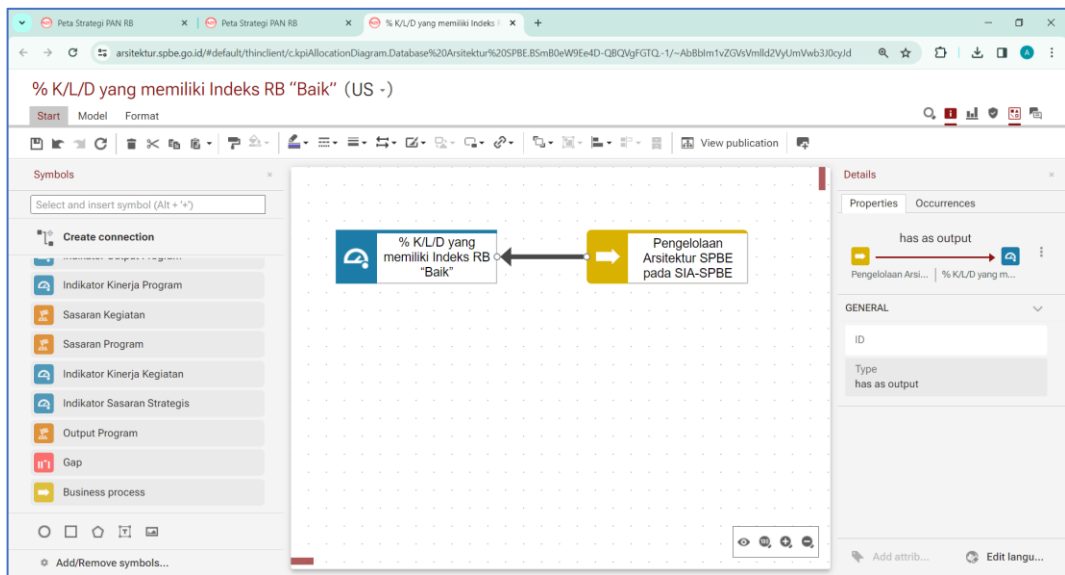 Peta Strategi PAN RB
Peta Strategi PAN RB
% K/L/D yang memiliki Indeks R
arsitektur.spbe.go.id/#default/thinclient/c.kpiAllocationDiagram.Database%20Arsitektur%20SPBE.BSmB0eW9Ee4D-QBQVgFGTQ.-1/~AbBbIm1vZGVsVmlld2VyUmVwb3J0cyJd
% K/L/D yang memiliki Indeks RB “Baik” (US -)
Start Model Format
View publication
Symbols
Select and insert symbol (Alt + '+')
Create connection
Indikator Output Program
Indikator Kinerja Program
Sasaran Kegiatan
Sasaran Program
Indikator Kinerja Kegiatan
Indikator Sasaran Strategis
Output Program
Gap
Business process
Add/Remove symbols...
% K/L/D yang
memiliki Indeks RB
“Baik”
Pengelolaan
Arsitektur SPBE
pada SIA-SPBE
Details
Properties Occurrences
has as output
Pengelolaan Arsi... | % K/L/D yang m...
GENERAL
ID
Type
has as output
Add attrib... Edit langu...